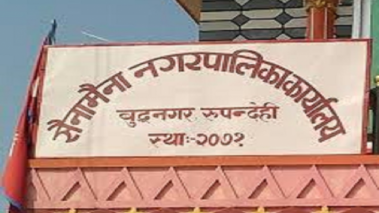 सैनामैना नगरपालिका कार्यालय
बुद्धनगर, रुपन्देही
स्था:-२०७१